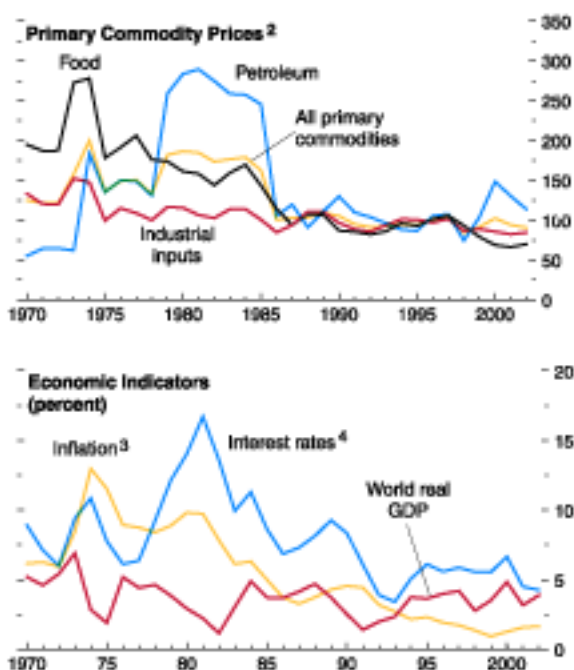 Primary Commodity Prices 2
350
Food
Petroleum
300
250
All primary
commodities
200
150
Industrial
inputs
100
50
0
1970 1975 1980 1985 1990 1995 2000
Economic Indicators
(percent)
20
Inflation 3
Interest rates 4
15
World real
GDP
10
5
0
1970 75 80 85 90 95 2000